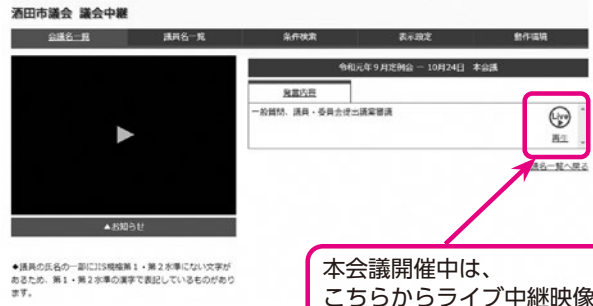 酒田市議会 議会中継
会議名一覧 議員名一覧 条件検索 表示設定 動作環境
令和元年9月定例会 － 10月24日 本会議
発言内容
一般質問、議員・委員会提出議案審議
Live
再生
議名一覧へ戻る
▲お知らせ
◆議員の氏名の一部にJIS規格第1・第2水準にない文字が
あるため、第1・第2水準の漢字で表記しているものがあり
ます。
本会議開催中は、
こちらからライブ中継映像